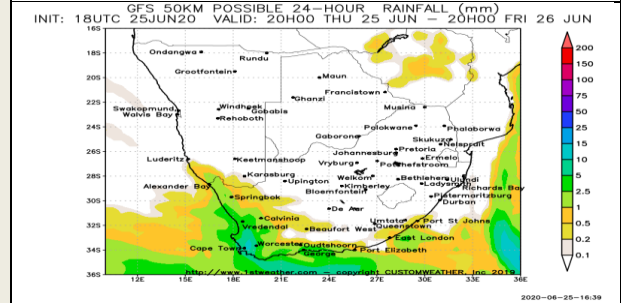 GFS 50KM POSSIBLE 24-HOUR RAINFALL (mm)
INIT: 18UTC 25JUN20 VALID: 20H00 THU 25 JUN – 20H00 FRI 26 JUN
16S
18S
20S
22S
24S
26S
28S
30S
32S
34S
36S
Ondangwa
Rundu
Grootfontein
Maun
Francistown
Ghanzi
Windhoek
Gobabis
Swakopmund
Walvis Bay
Rehoboth
Musina
Polokwane
Phalaborwa
Gaborone
Skukuza
Nelspruit
Pretoria
Johannesburg
Ermelo
Luderitz
Keetmanshoop
Vryburg
Potchefstroom
Karasburg
Upington
Welkom
Bethlehem
Ulundi
Alexander Bay
Kimberley
Ladysmith
Bloemfontein
Richards Bay
Springbok
Pietermaritzburg
Durban
De Aar
Calvinia
Umtata
Port St Johns
Vredendal
Beaufort West
Queenstown
East London
Cape Town
Worcester
Oudtshoorn
George
Port Elizabeth
http://www.1stweather.com – copyright CUSTOMWEATHER, Inc 2019
12E
15E
18E
21E
24E
27E
30E
33E
36E
200
150
100
75
50
25
15
10
5
2.5
1
0.5
0.2
0.1
2020-06-25-16:39